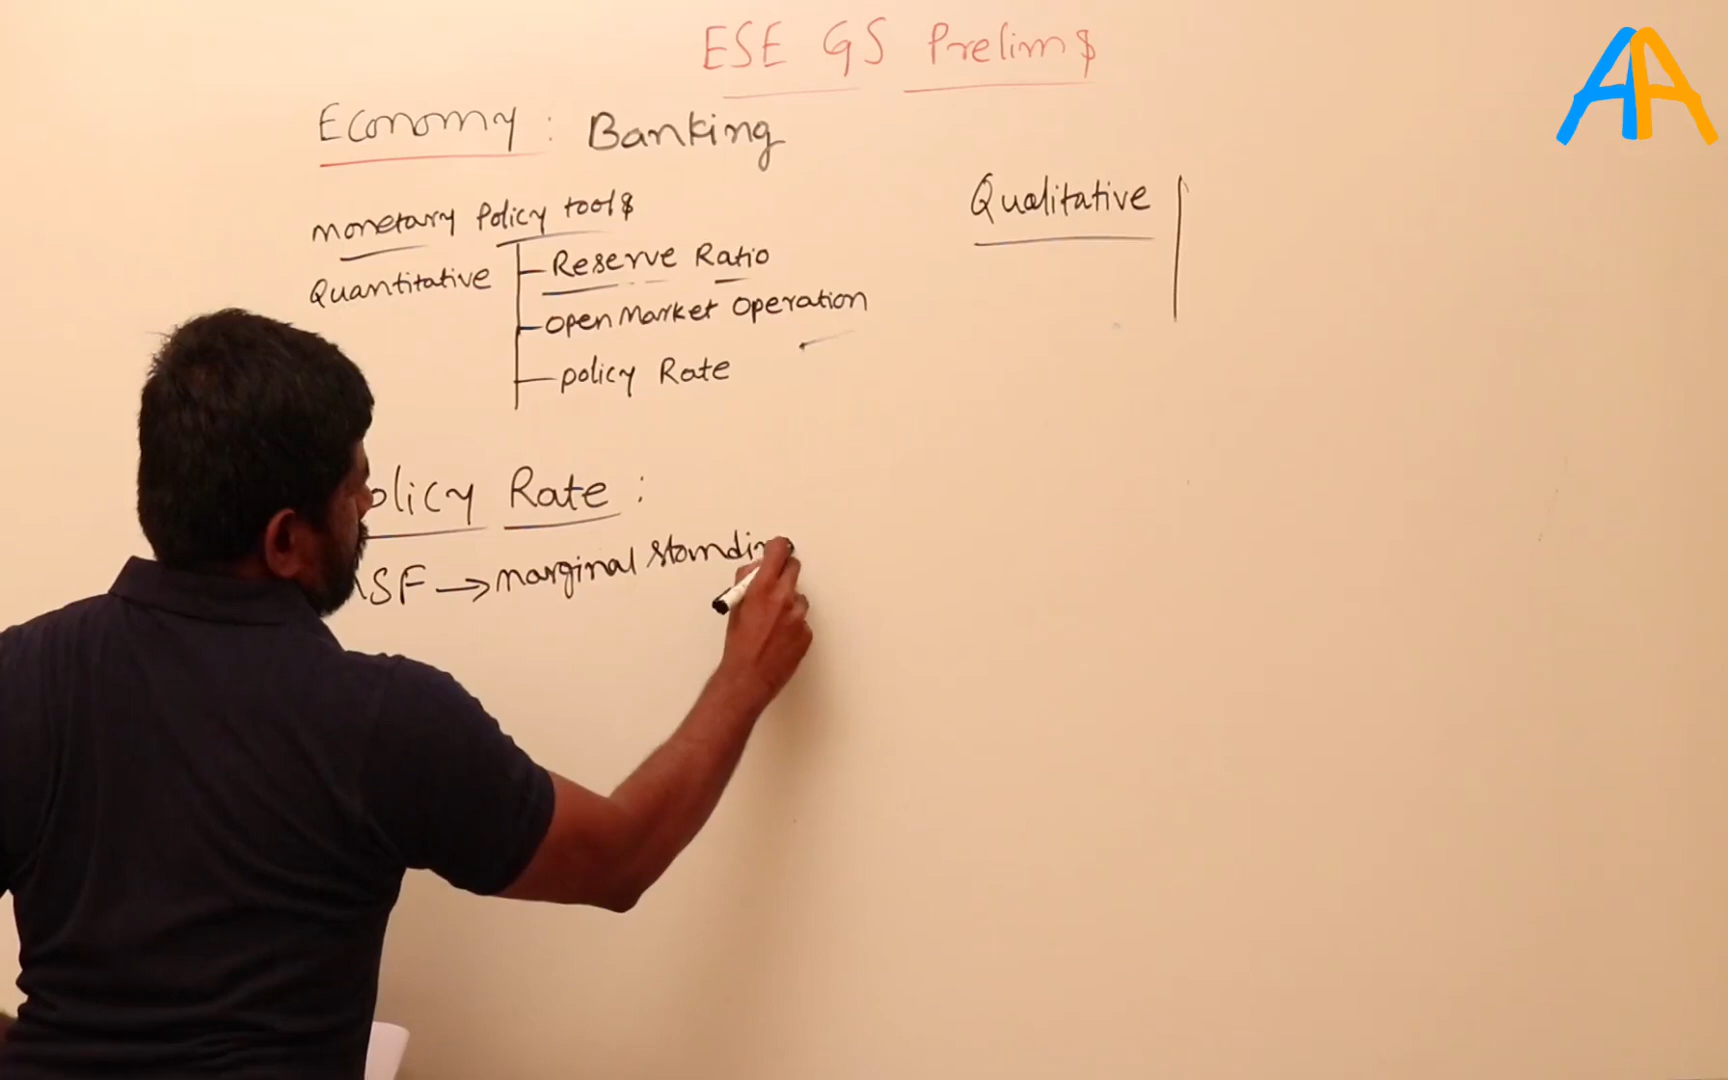 ESE GS Prelims
Economy : Banking
Monetary Policy tools
Quantitative
Reserve Ratio
Open Market Operation
policy Rate
Qualitative
olicy Rate :
SF → marginal standin
AA